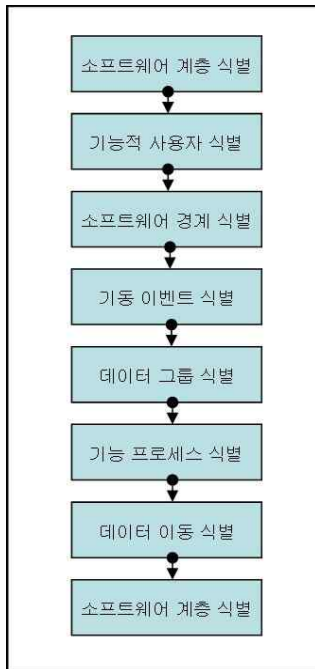 소프트웨어 계층 식별
기능적 사용자 식별
소프트웨어 경계 식별
기동 이벤트 식별
데이터 그룹 식별
기능 프로세스 식별
데이터 이동 식별
소프트웨어 계층 식별